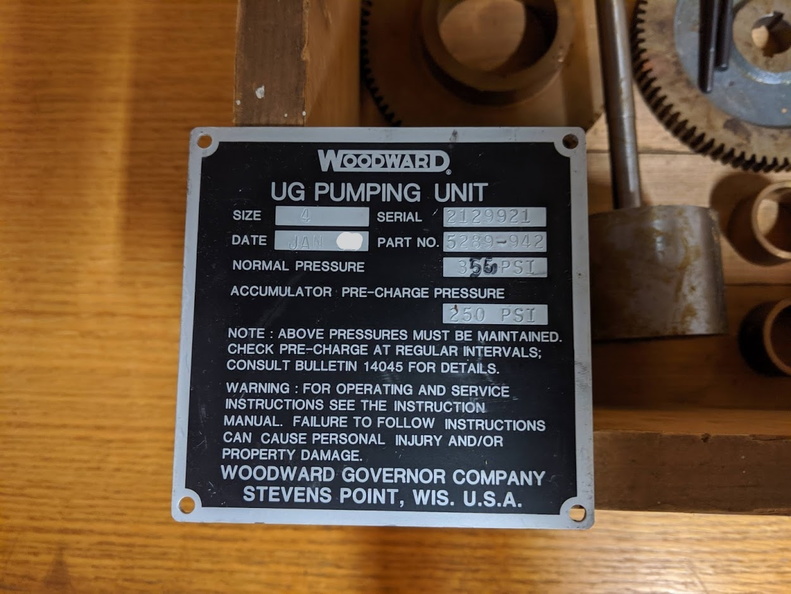 WOODWARD
UG PUMPING UNIT
SIZE 4 SERIAL 2129921
DATE JAN PART NO. 5289-942
NORMAL PRESSURE PSI
ACCUMULATOR PRE-CHARGE PRESSURE
250 PSI
NOTE : ABOVE PRESSURES MUST BE MAINTAINED.
CHECK PRE-CHARGE AT REGULAR INTERVALS;
CONSULT BULLETIN 14045 FOR DETAILS.
WARNING : FOR OPERATING AND SERVICE
INSTRUCTIONS SEE THE INSTRUCTION
MANUAL. FAILURE TO FOLLOW INSTRUCTIONS
CAN CAUSE PERSONAL INJURY AND/OR
PROPERTY DAMAGE.
WOODWARD GOVERNOR COMPANY
STEVENS POINT, WIS. U.S.A.